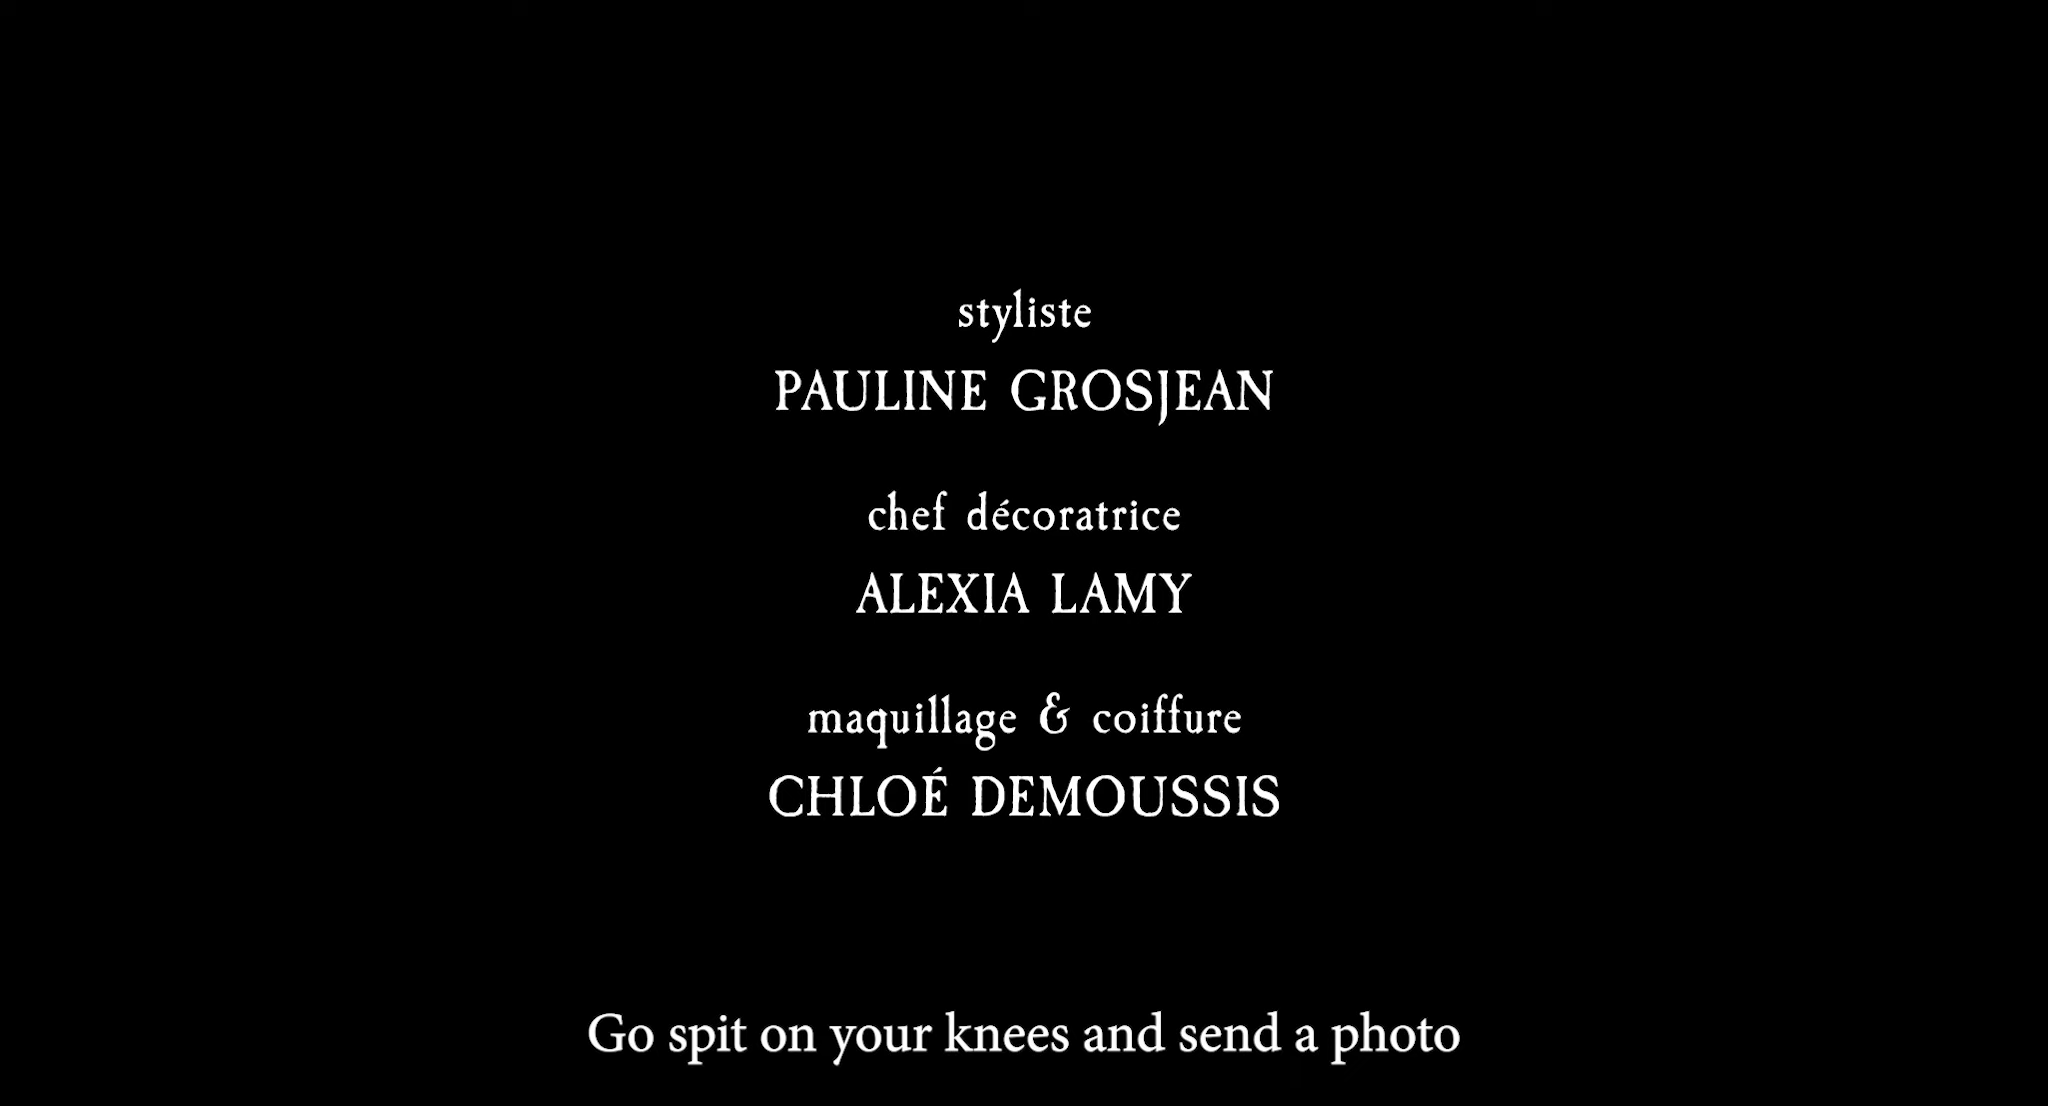 styliste
PAULINE GROSJEAN
chef décoratrice
ALEXIA LAMY
maquillage & coiffure
CHLOÉ DEMOUSSIS
Go spit on your knees and send a photo